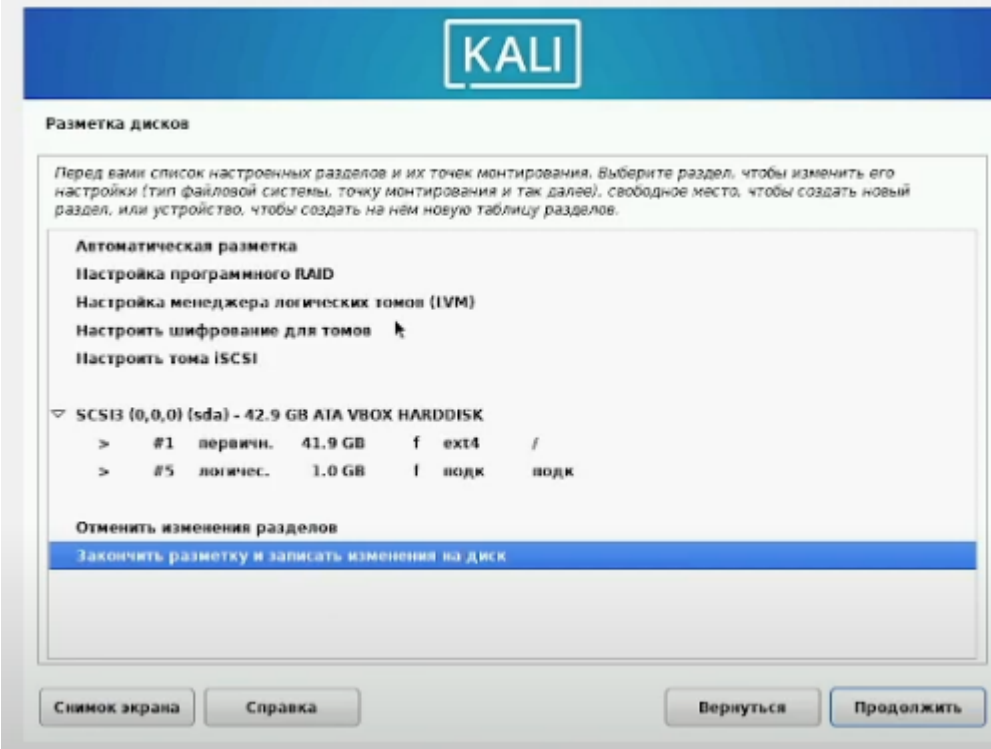 KALI
Разметка дисков
Перед вами список настроенных разделов и их точек монтирования. Выберите раздел, чтобы изменить его
настройки (тип файловой системы, точку монтирования и так далее), свободное место, чтобы создать новый
раздел, или устройство, чтобы создать на нём новую таблицу разделов.
Автоматическая разметка
Настройка программного RAID
Настройка менеджера логических томов (LVM)
Настроить шифрование для томов
Настроить тома iSCSI
SCSI3 (0,0,0) (sda) - 42.9 GB ATA VBOX HARDDISK
> #1 первичн. 41.9 GB f ext4 /
> #5 логичес. 1.0 GB f подк подк
Отменить изменения разделов
Закончить разметку и записать изменения на диск
Снимок экрана Справка Вернуться Продолжить